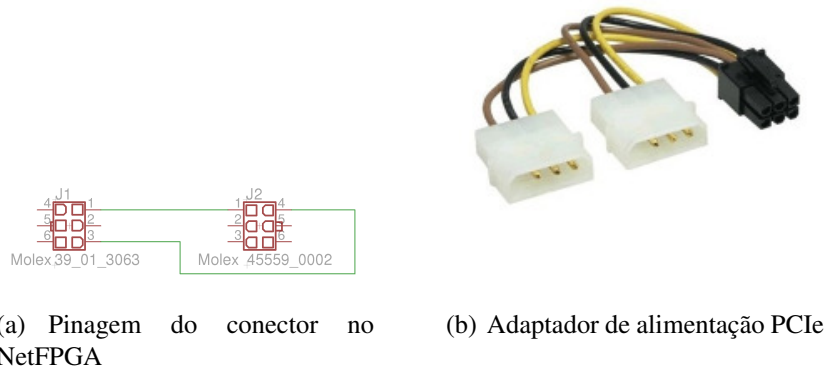 J1
J2
4 1
5 2
6 3
1 4
2 5
3 6
Molex 39_01_3063
Molex 45559_0002
(a) Pinagem do conector no
NetFPGA
(b) Adaptador de alimentação PCIe